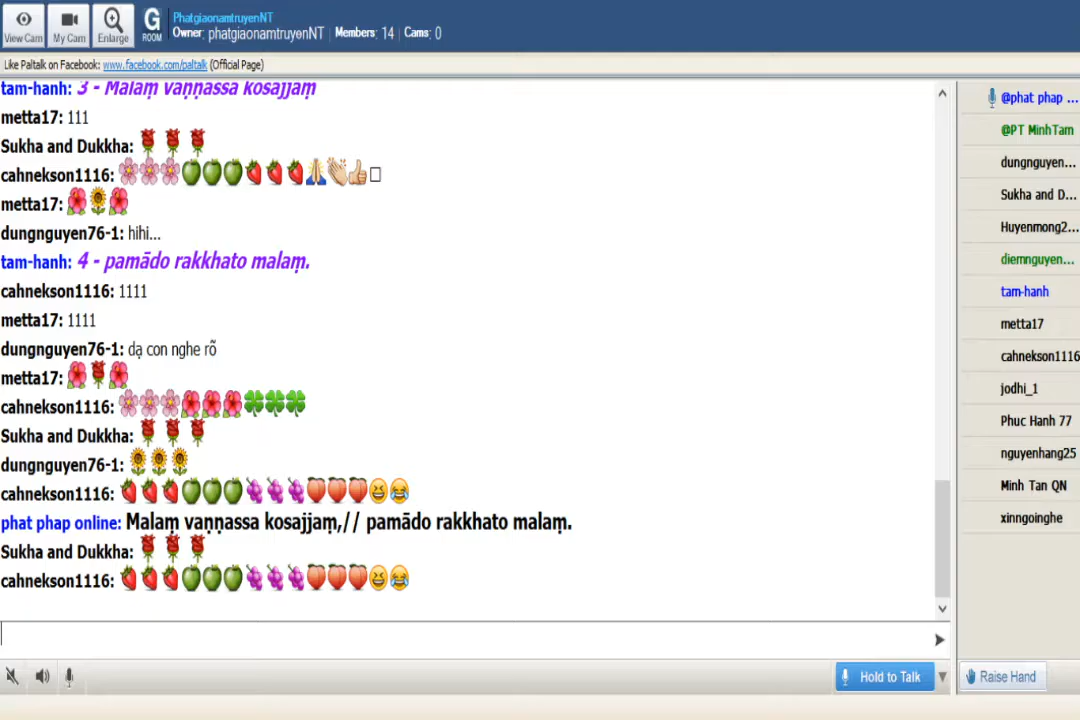 View Cam
My Cam
Enlarge
G
ROOM
PhatgiaonamtruyenNT
Owner: phatgiaonamtruyenNT Members: 14 Cams: 0
Like Paltalk on Facebook: www.facebook.com/paltalk (Official Page)
tam-hanh: 3 - Malaṃ vaṇṇassa kosajjaṃ
metta17: 111
Sukha and Dukkha:
cahnekson1116:
metta17:
dungnguyen76-1: hihi...
tam-hanh: 4 - pamādo rakkhato malaṃ.
cahnekson1116: 1111
metta17: 1111
dungnguyen76-1: dạ con nghe rõ
metta17:
cahnekson1116:
Sukha and Dukkha:
dungnguyen76-1:
cahnekson1116:
phat phap online: Malaṃ vaṇṇassa kosajjaṃ,// pamādo rakkhato malaṃ.
Sukha and Dukkha:
cahnekson1116:
@phat phap ...
@PT MinhTam
dungnguyen...
Sukha and D...
Huyenmong2...
diemnguyen...
tam-hanh
metta17
cahnekson1116
jodhi_1
Phuc Hanh 77
nguyenhang25
Minh Tan QN
xinngoinghe
Hold to Talk
Raise Hand